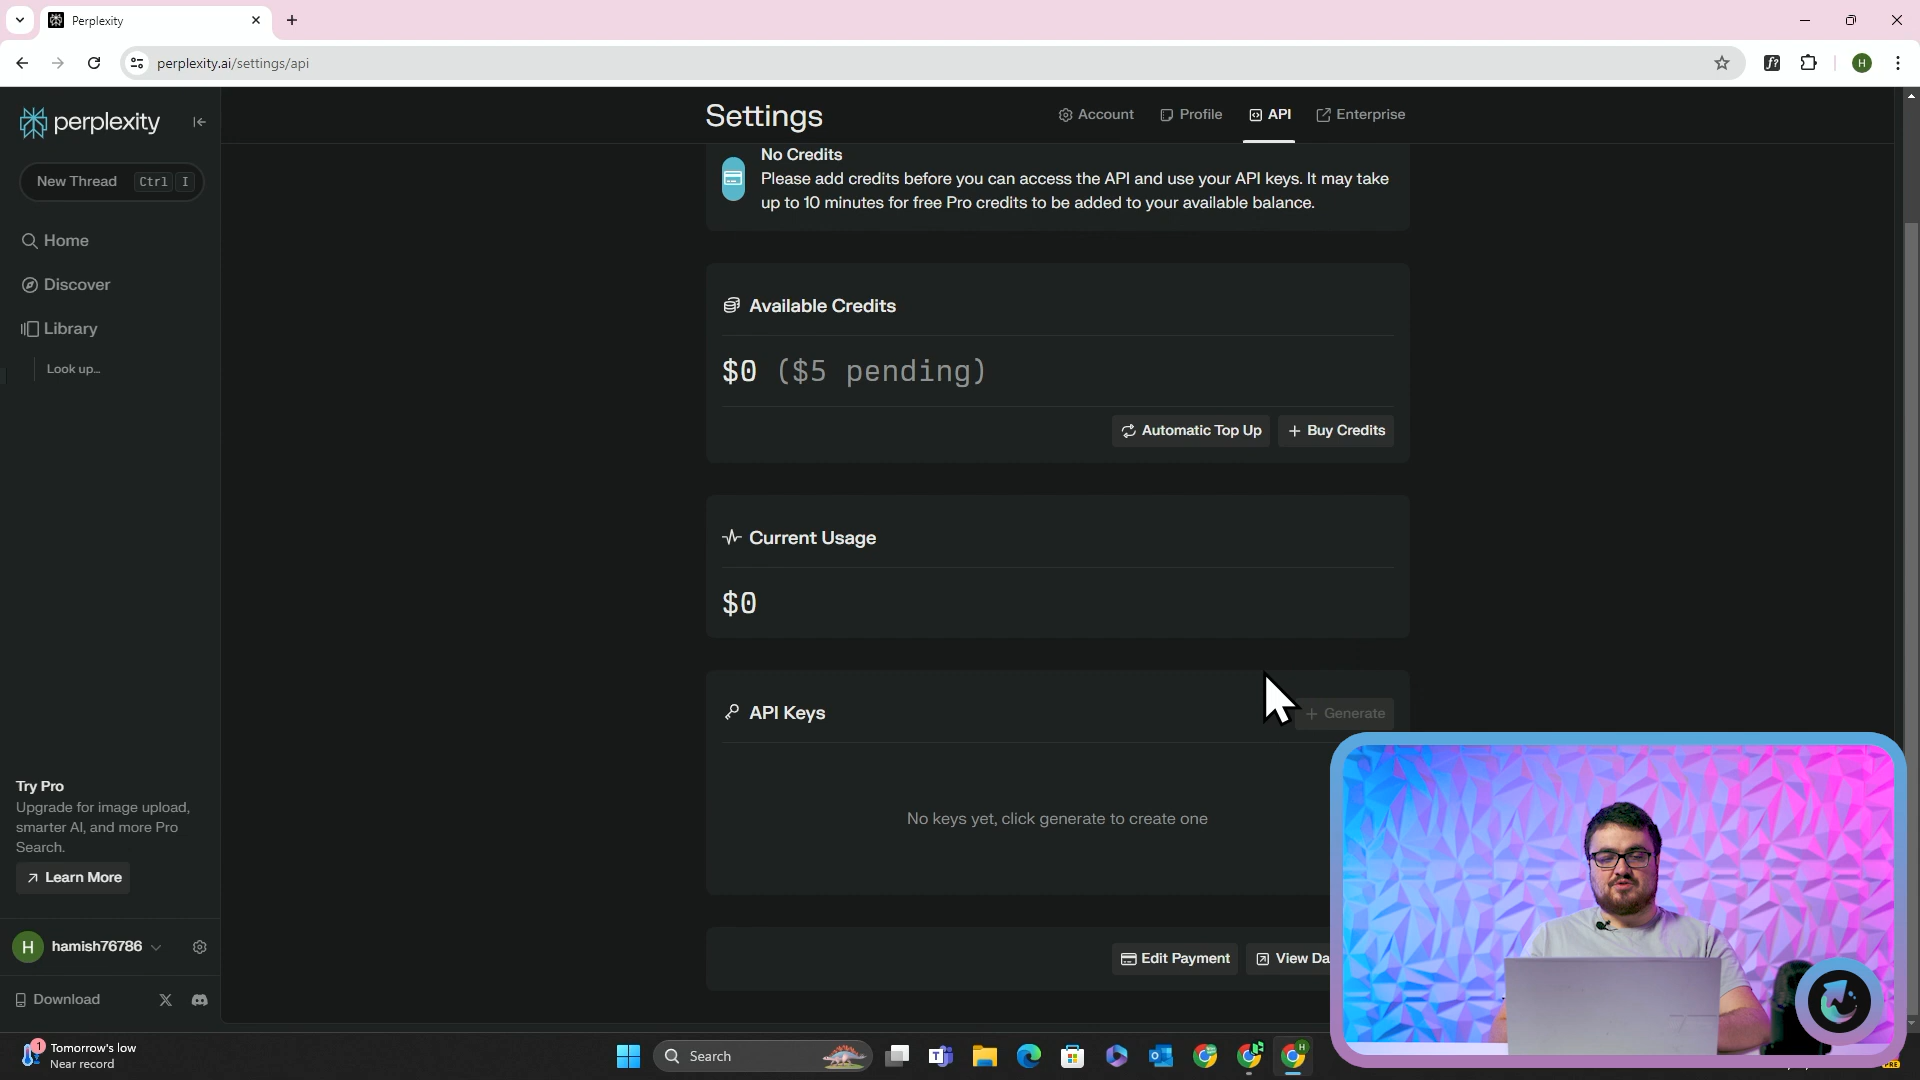 Perplexity
perplexity.ai/settings/api
perplexity
New Thread Ctrl I
Home
Discover
Library
Look up...
Try Pro
Upgrade for image upload,
smarter AI, and more Pro
Search.
Learn More
H hamish76786
Download
Settings
Account Profile API Enterprise
No Credits
Please add credits before you can access the API and use your API keys. It may take
up to 10 minutes for free Pro credits to be added to your available balance.
Available Credits
$0 ($5 pending)
Automatic Top Up + Buy Credits
Current Usage
$0
API Keys
+ Generate
No keys yet, click generate to create one
Edit Payment View Da
1 Tomorrow's low
Near record
Search
H
PRE